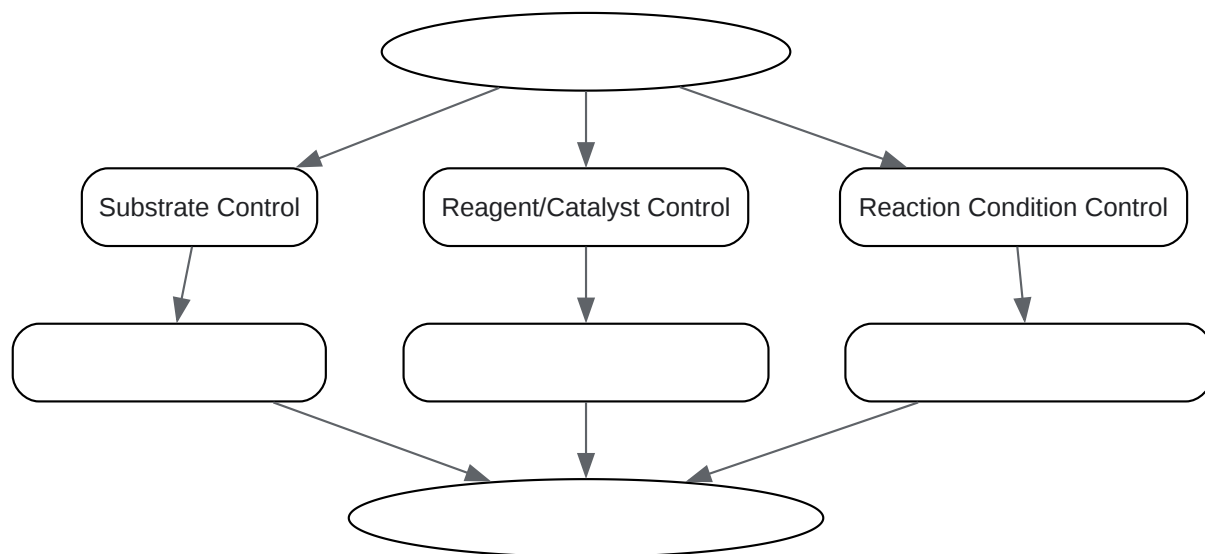 Substrate Control
Reagent/Catalyst Control
Reaction Condition Control